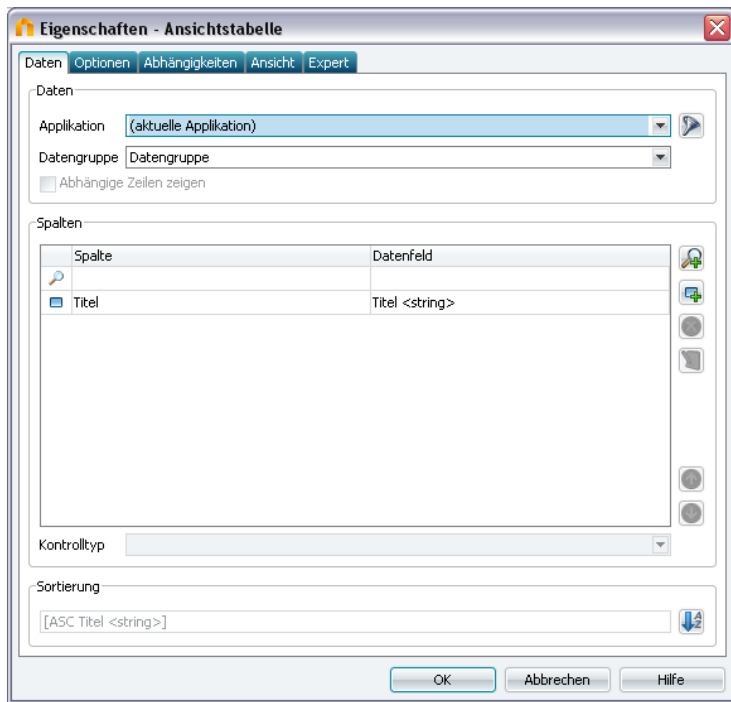 Eigenschaften - Ansichtstabelle
Daten Optionen Abhängigkeiten Ansicht Expert
Daten
Applikation (aktuelle Applikation)
Datengruppe Datengruppe
Abhängige Zeilen zeigen
Spalten
Spalte Datenfeld
Titel Titel <string>
Kontrolltyp
Sortierung
[ASC Titel <string>]
OK Abbrechen Hilfe